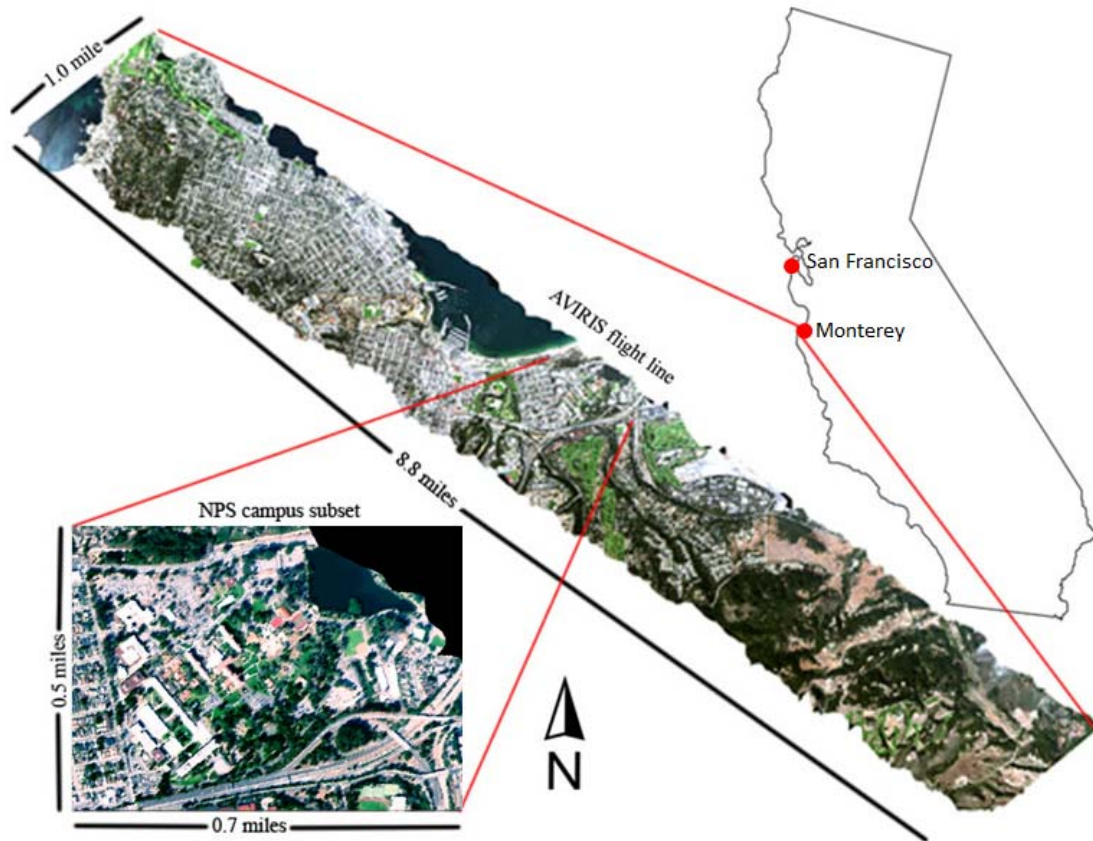 1.0 mile
San Francisco
AVIRIS flight line
Monterey
8.8 miles
NPS campus subset
0.5 miles
0.7 miles
N